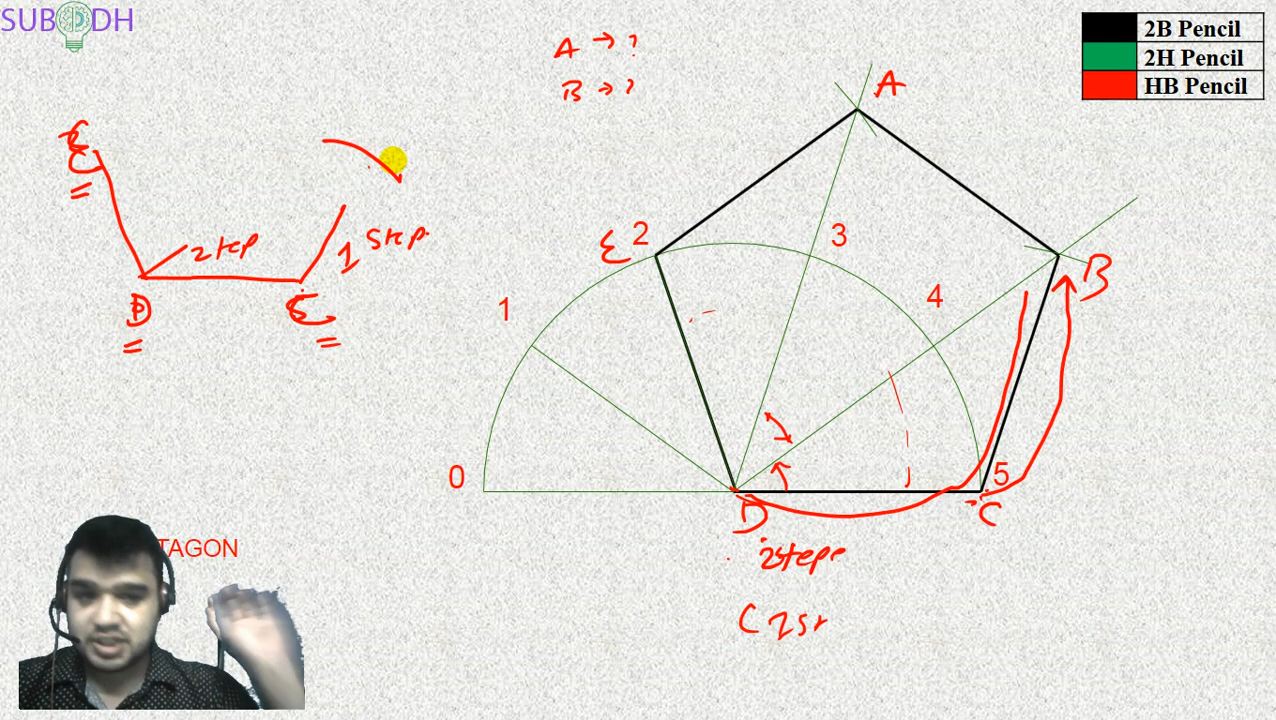 SUBODH
2B Pencil
2H Pencil
HB Pencil
A → ?
B → ?
A
E
2
3
B
1
4
0
5
D
C
E
2 step
1 step
D
C
TAGON
2 steps